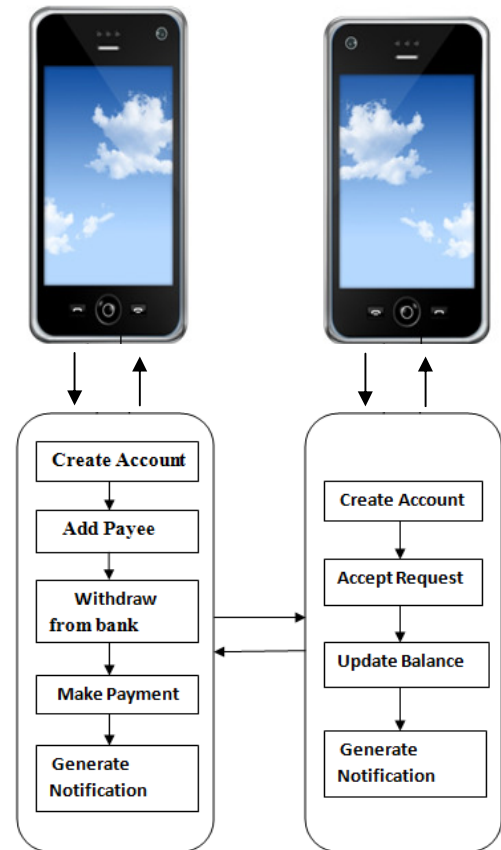 Create Account
Add Payee
Withdraw
from bank
Make Payment
Generate
Notification
Create Account
Accept Request
Update Balance
Generate
Notification